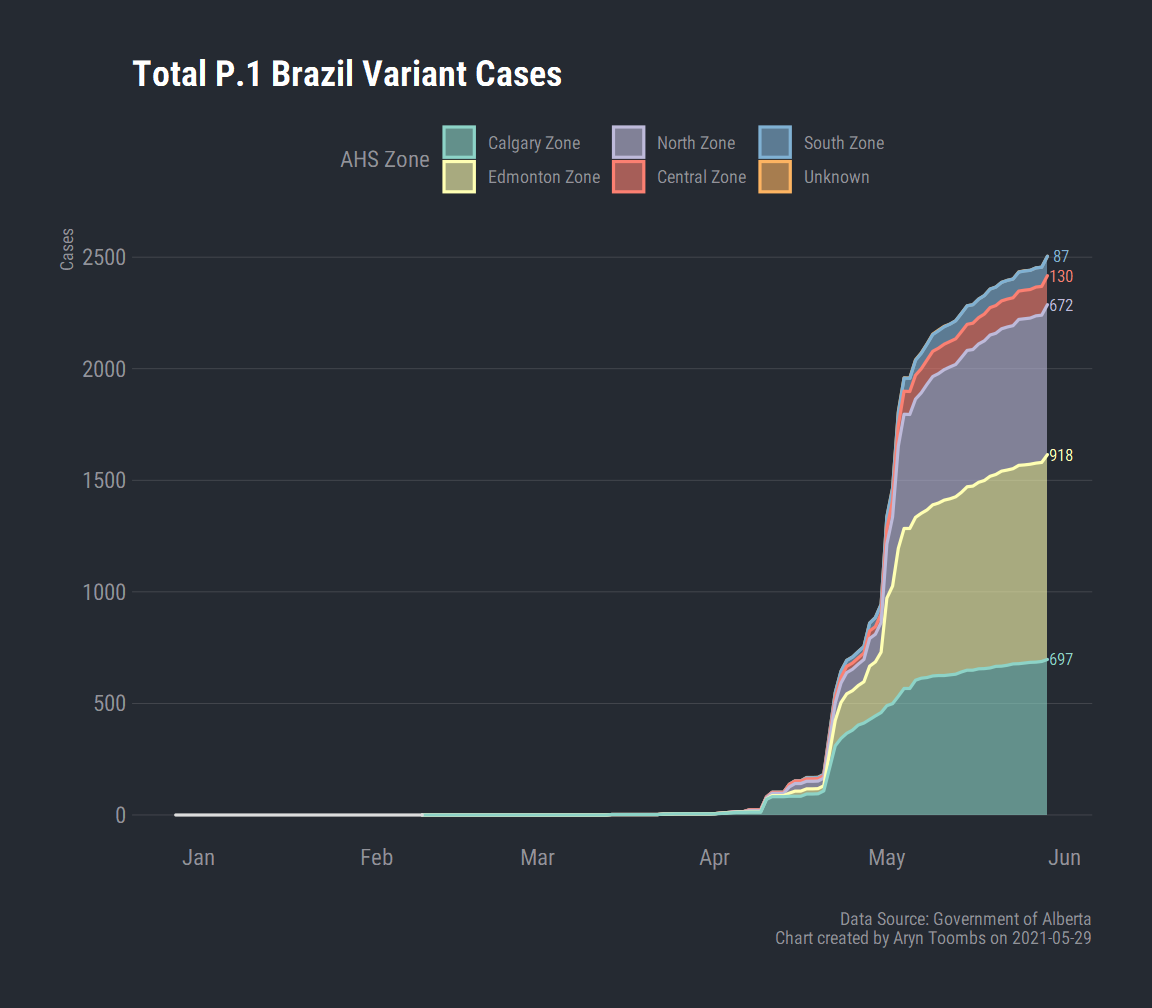 Total P.1 Brazil Variant Cases
AHS Zone
Calgary Zone North Zone South Zone
Edmonton Zone Central Zone Unknown
Cases
2500
2000
1500
1000
500
0
87
130
672
918
697
Jan Feb Mar Apr May Jun
Data Source: Government of Alberta
Chart created by Aryn Toombs on 2021-05-29